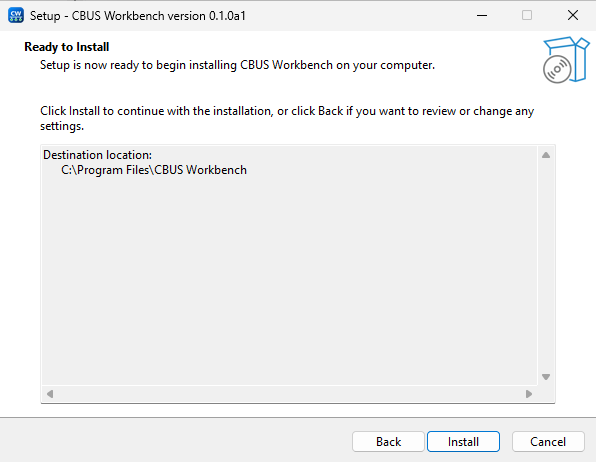 CW
Setup - CBUS Workbench version 0.1.0a1
Ready to Install
Setup is now ready to begin installing CBUS Workbench on your computer.
Click Install to continue with the installation, or click Back if you want to review or change any
settings.
Destination location:
C:\Program Files\CBUS Workbench
Back
Install
Cancel